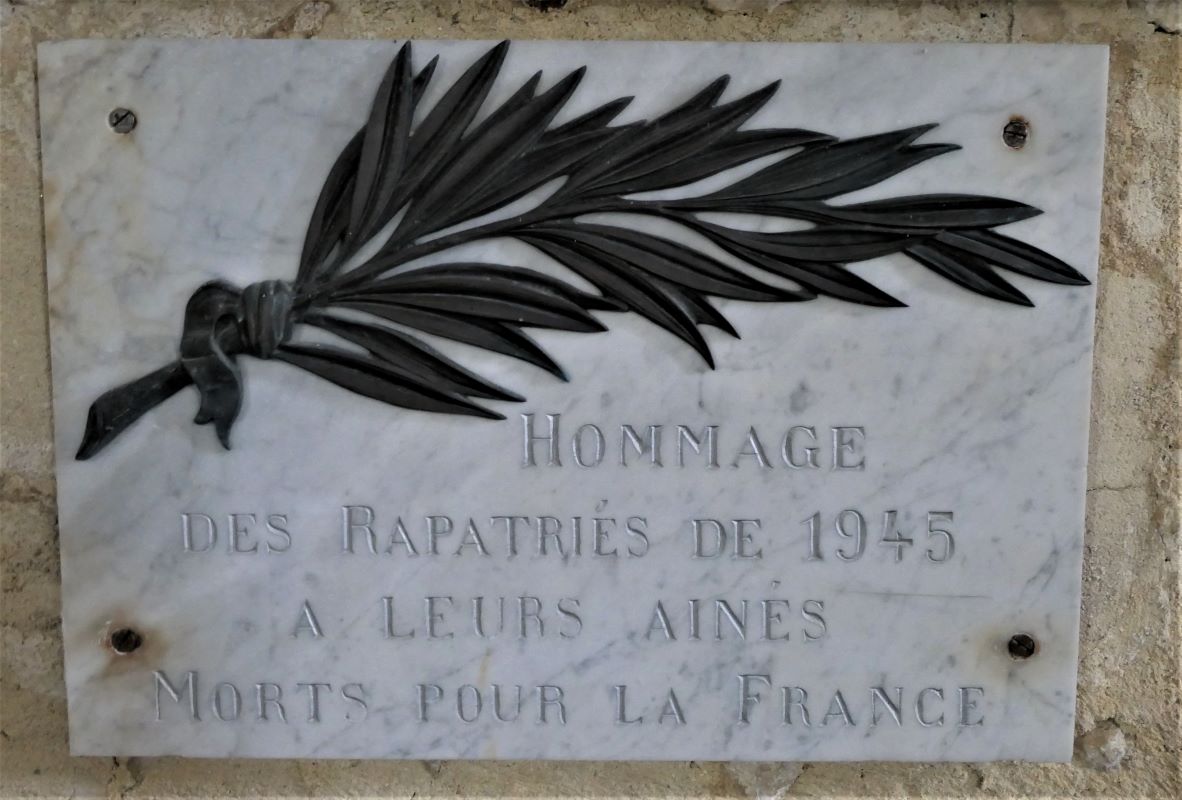 HOMMAGE
DES RAPATRIÉS DE 1945
A LEURS AINÉS
MORTS POUR LA FRANCE